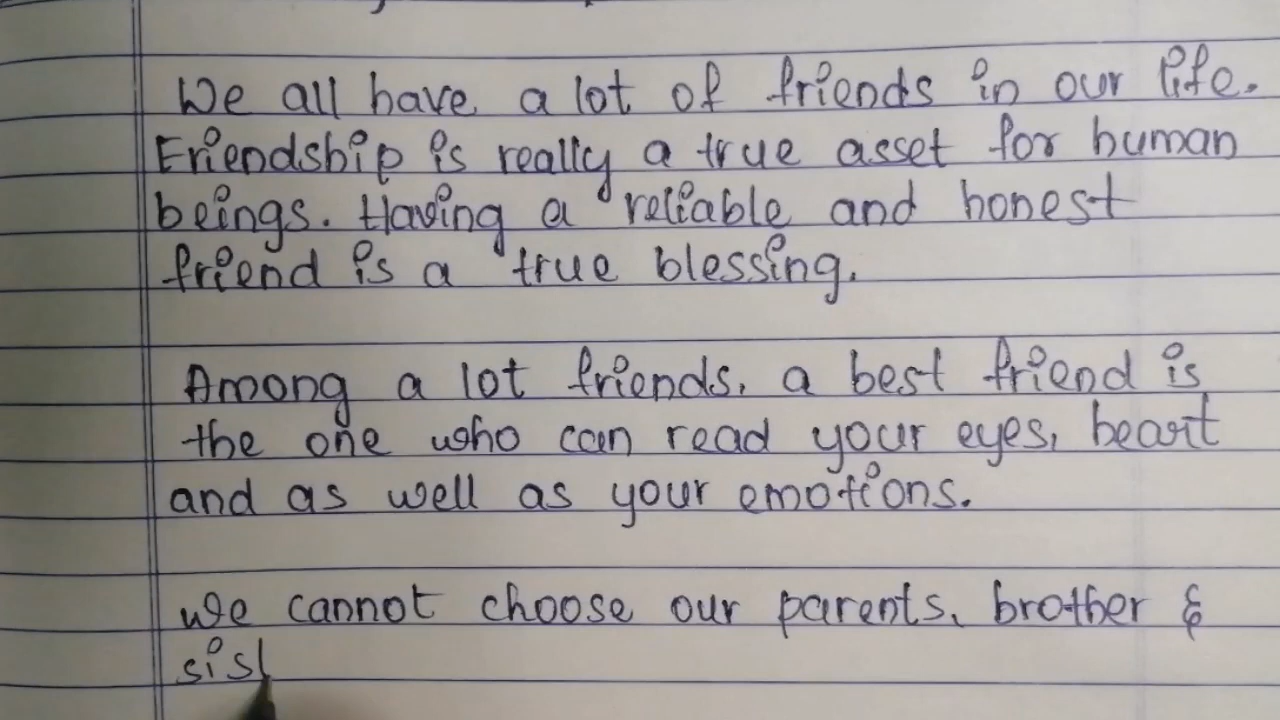 We all have a lot of friends in our life.
Friendship is really a true asset for human
beings. Having a reliable and honest
friend is a true blessing.
Among a lot friends, a best friend is
the one who can read your eyes, heart
and as well as your emotions.
We cannot choose our parents, brother &
sist